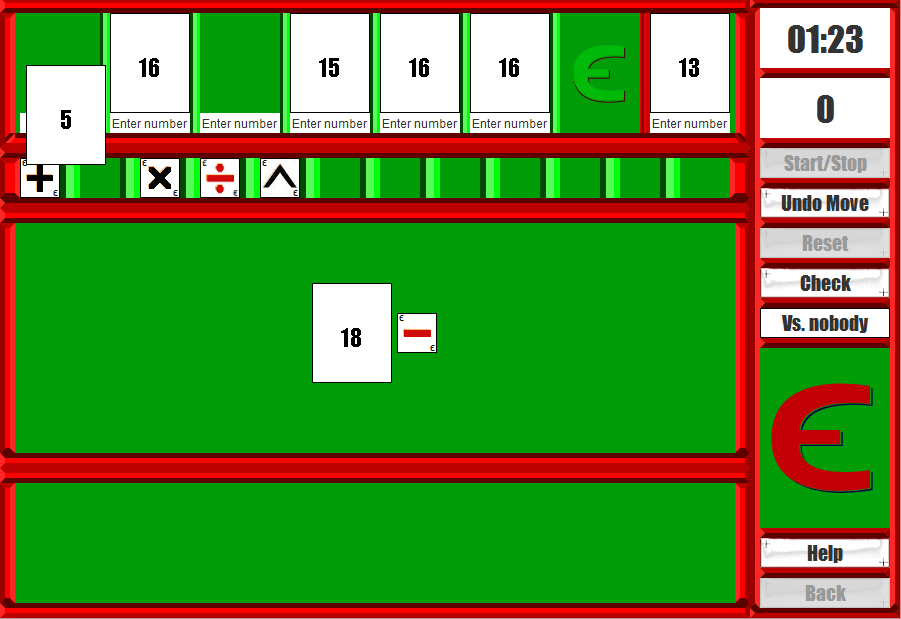 5
16
15
16
16
13
Enter number
Enter number
Enter number
Enter number
Enter number
Enter number
є
+
×
÷
^
18
−
01:23
0
Start/Stop
Undo Move
Reset
Check
Vs. nobody
є
Help
Back